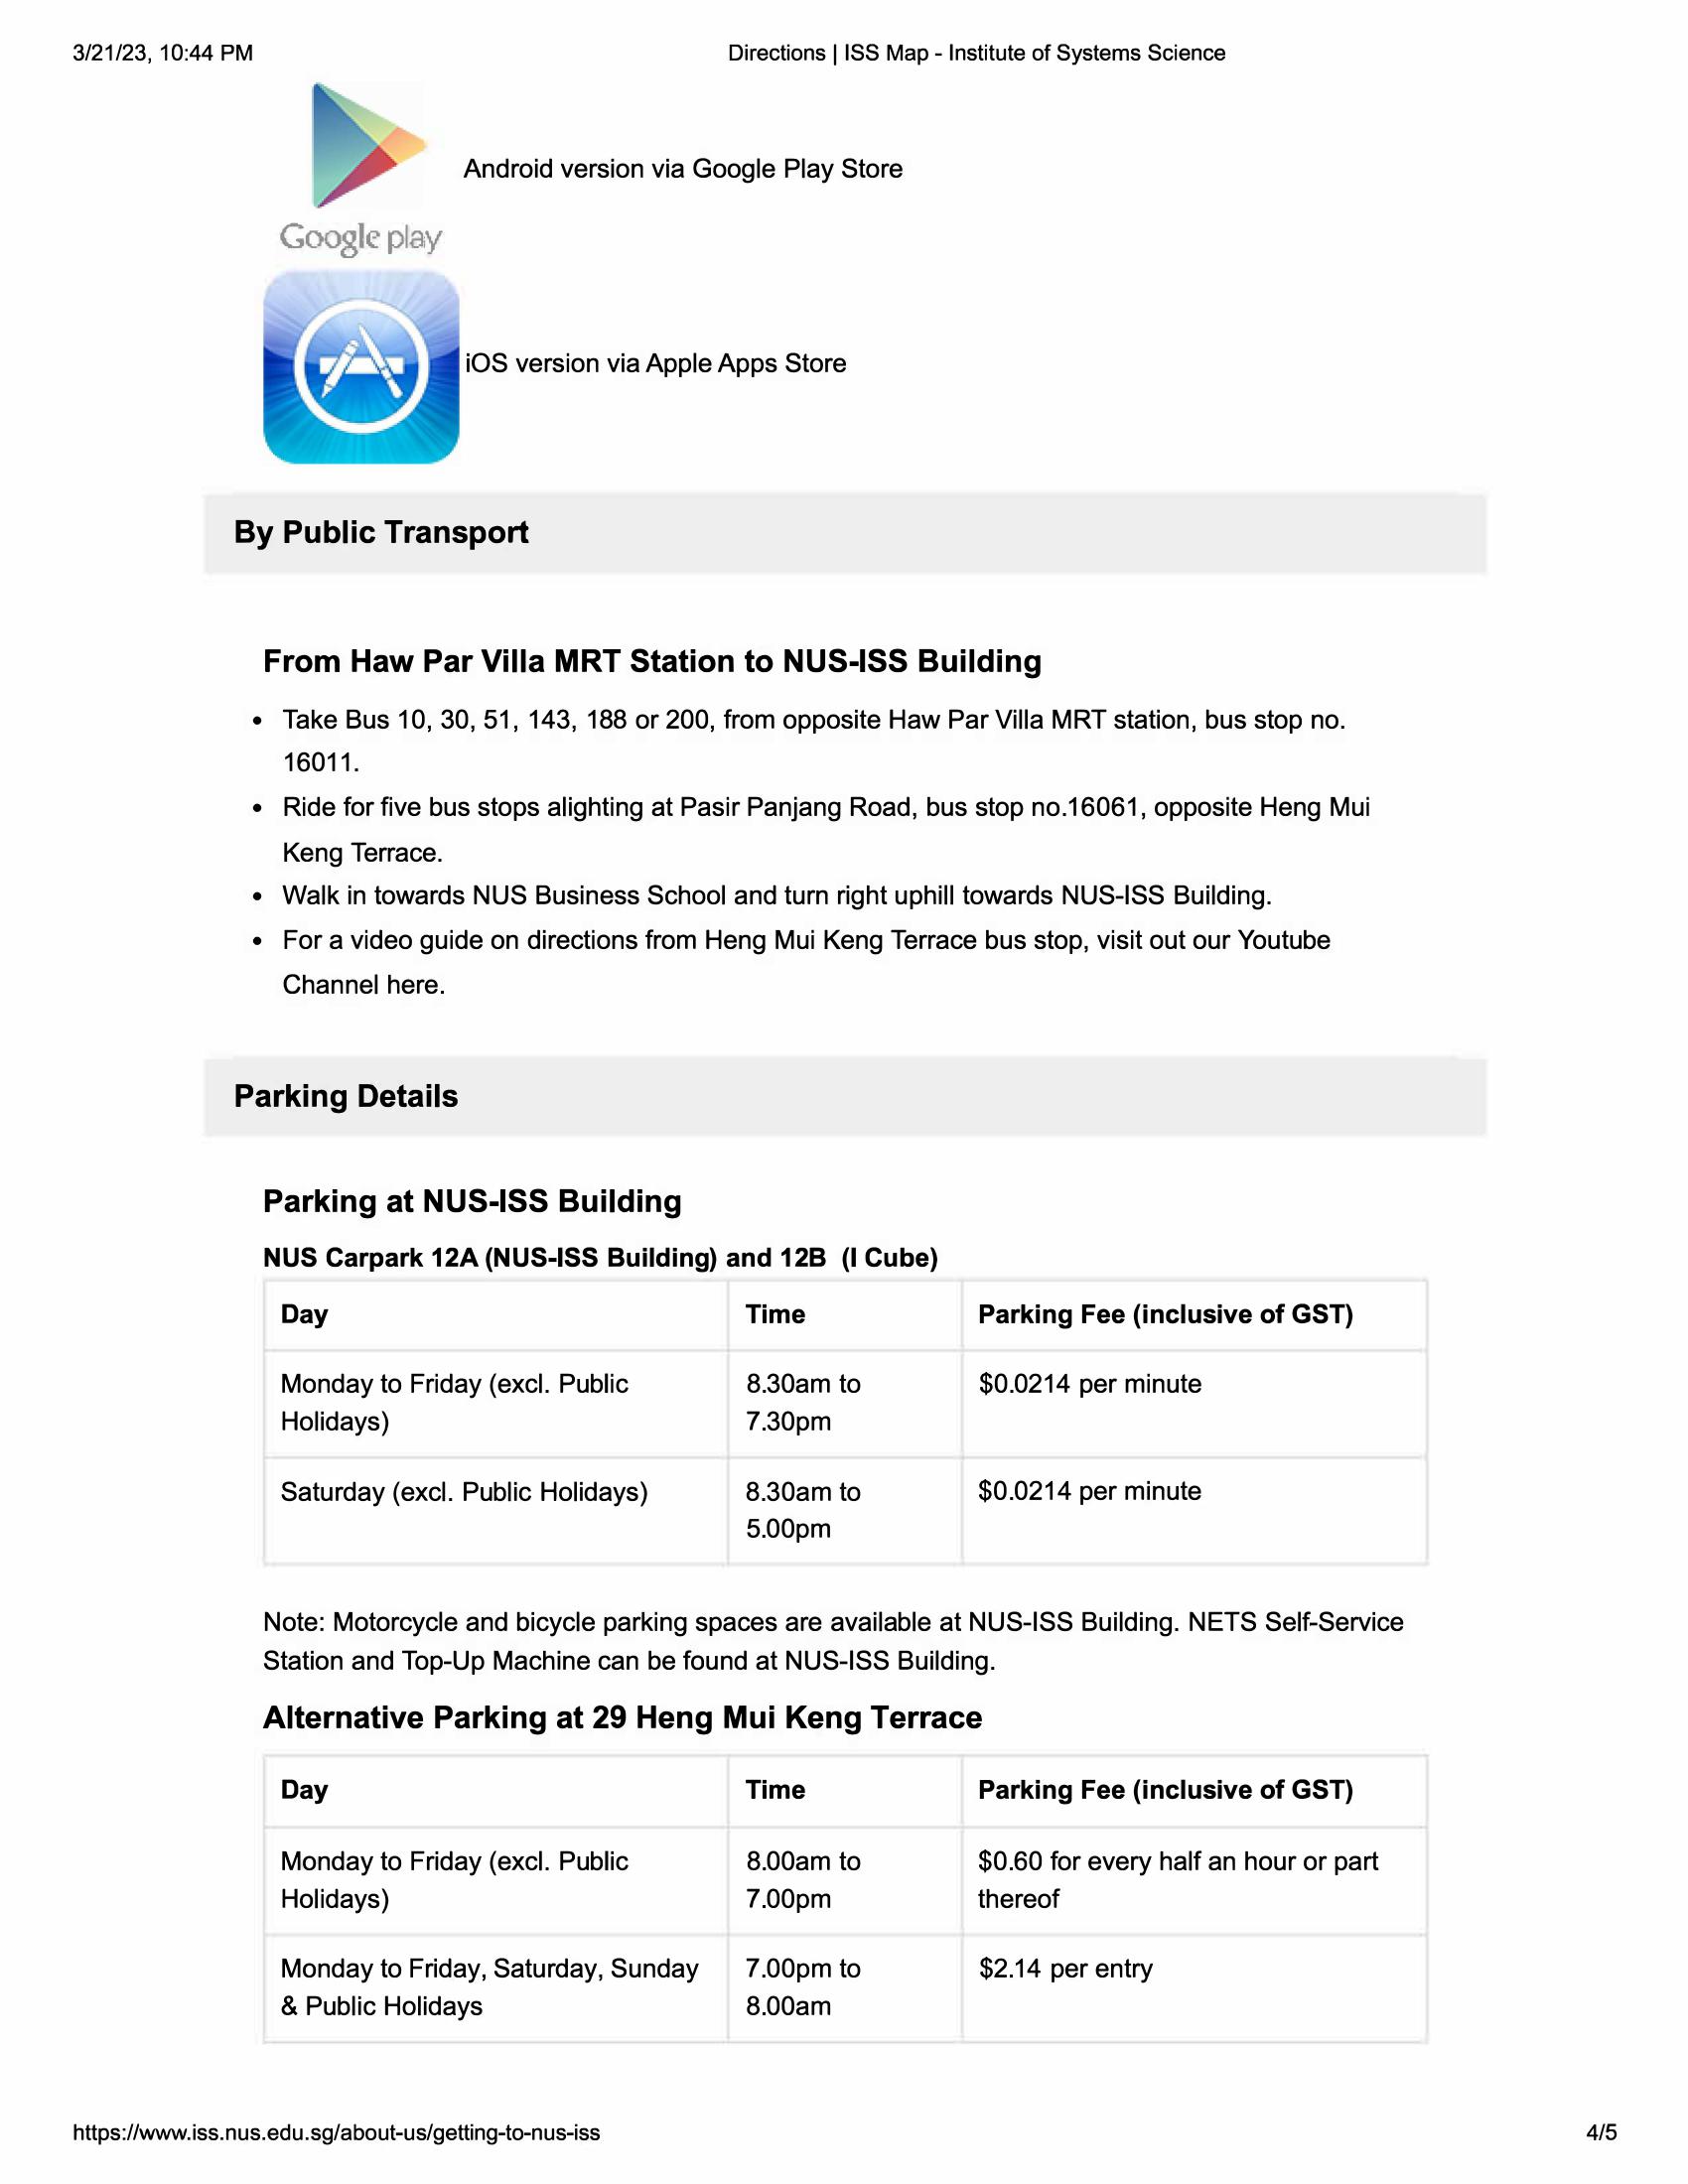 3/21/23, 10:44 PM
Directions | ISS Map - Institute of Systems Science
Android version via Google Play Store
Google play
iOS version via Apple Apps Store
By Public Transport
From Haw Par Villa MRT Station to NUS-ISS Building
• Take Bus 10, 30, 51, 143, 188 or 200, from opposite Haw Par Villa MRT station, bus stop no.
16011.
• Ride for five bus stops alighting at Pasir Panjang Road, bus stop no.16061, opposite Heng Mui
Keng Terrace.
• Walk in towards NUS Business School and turn right uphill towards NUS-ISS Building.
• For a video guide on directions from Heng Mui Keng Terrace bus stop, visit out our Youtube
Channel here.
Parking Details
Parking at NUS-ISS Building
NUS Carpark 12A (NUS-ISS Building) and 12B (I Cube)
Day Time Parking Fee (inclusive of GST)
Monday to Friday (excl. Public 8.30am to $0.0214 per minute
Holidays) 7.30pm
Saturday (excl. Public Holidays) 8.30am to $0.0214 per minute
5.00pm
Note: Motorcycle and bicycle parking spaces are available at NUS-ISS Building. NETS Self-Service
Station and Top-Up Machine can be found at NUS-ISS Building.
Alternative Parking at 29 Heng Mui Keng Terrace
Day Time Parking Fee (inclusive of GST)
Monday to Friday (excl. Public 8.00am to $0.60 for every half an hour or part
Holidays) 7.00pm thereof
Monday to Friday, Saturday, Sunday 7.00pm to $2.14 per entry
& Public Holidays 8.00am
https://www.iss.nus.edu.sg/about-us/getting-to-nus-iss
4/5